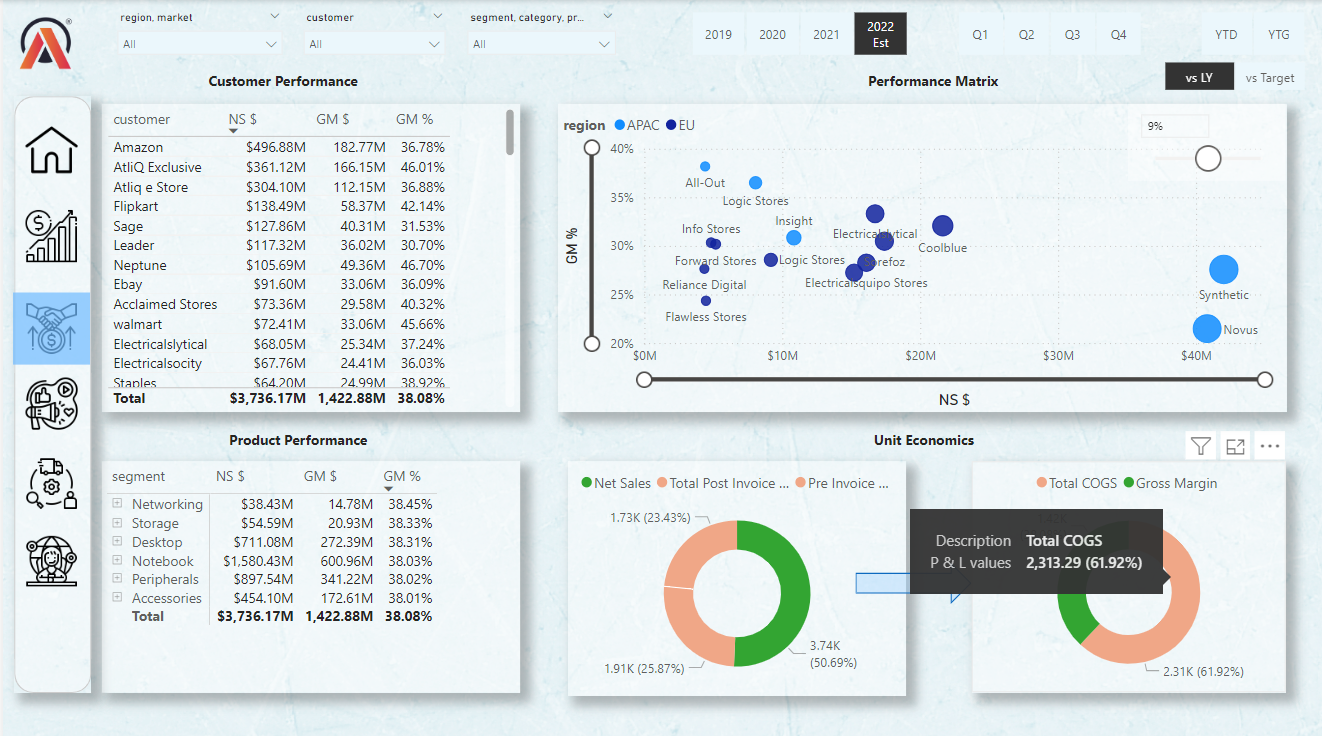 region, market
customer
segment, category, pr...
All
All
All
2019
2020
2021
2022
Est
Q1
Q2
Q3
Q4
YTD
YTG
vs LY
vs Target
Customer Performance
customer NS $ GM $ GM %
Amazon $496.88M 182.77M 36.78%
AtliQ Exclusive $361.12M 166.15M 46.01%
Atliq e Store $304.10M 112.15M 36.88%
Flipkart $138.49M 58.37M 42.14%
Sage $127.86M 40.31M 31.53%
Leader $117.32M 36.02M 30.70%
Neptune $105.69M 49.36M 46.70%
Ebay $91.60M 33.06M 36.09%
Acclaimed Stores $73.36M 29.58M 40.32%
walmart $72.41M 33.06M 45.66%
Electricalslytical $68.05M 25.34M 37.24%
Electricalsocity $67.76M 24.41M 36.03%
Staples $64.20M 24.99M 38.92%
Total $3,736.17M 1,422.88M 38.08%
Performance Matrix
region APAC EU
9%
GM %
40%
35%
30%
25%
20%
All-Out
Logic Stores
Insight
Info Stores
Electricalslytical
Coolblue
Forward Stores
Logic Stores
Reliance Digital
Electricalsquipo Stores
Synthetic
Flawless Stores
Novus
$0M $10M $20M $30M $40M
NS $
Product Performance
segment NS $ GM $ GM %
Networking $38.43M 14.78M 38.45%
Storage $54.59M 20.93M 38.33%
Desktop $711.08M 272.39M 38.31%
Notebook $1,580.43M 600.96M 38.03%
Peripherals $897.54M 341.22M 38.02%
Accessories $454.10M 172.61M 38.01%
Total $3,736.17M 1,422.88M 38.08%
Unit Economics
Net Sales Total Post Invoice ... Pre Invoice ...
1.73K (23.43%)
3.74K
(50.69%)
1.91K (25.87%)
Total COGS Gross Margin
Description Total COGS
P & L values 2,313.29 (61.92%)
2.31K (61.92%)